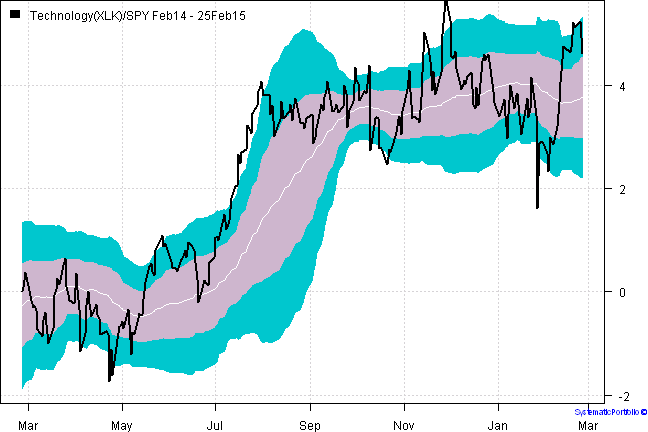 Technology(XLK)/SPY Feb14 - 25Feb15
4
2
0
-2
Mar May Jul Sep Nov Jan Mar
SystematicPortfolio ©